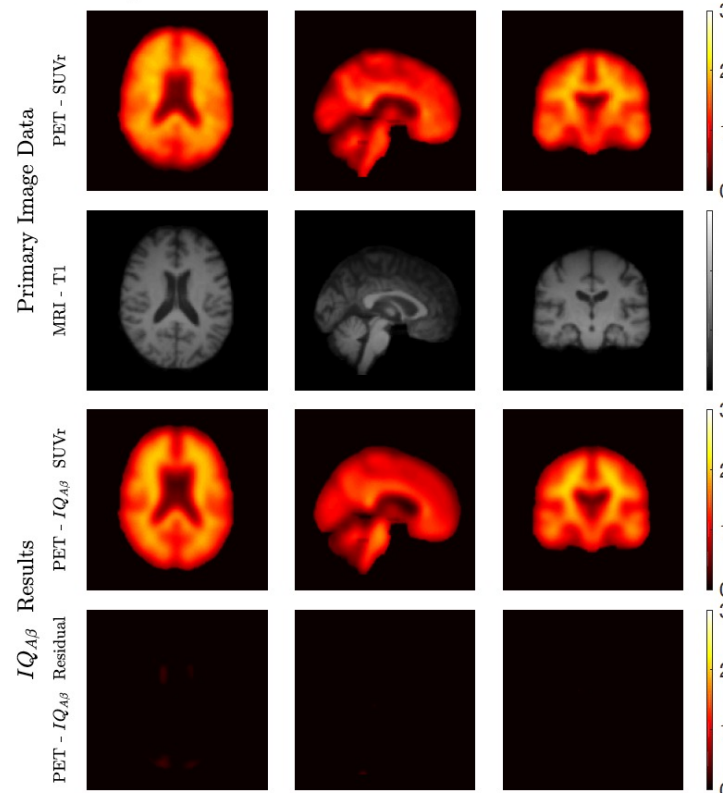 Primary Image Data
PET - SUVr
MRI - T1
IQ_{Aβ} Results
PET - IQ_{Aβ} SUVr
PET - IQ_{Aβ} Residual